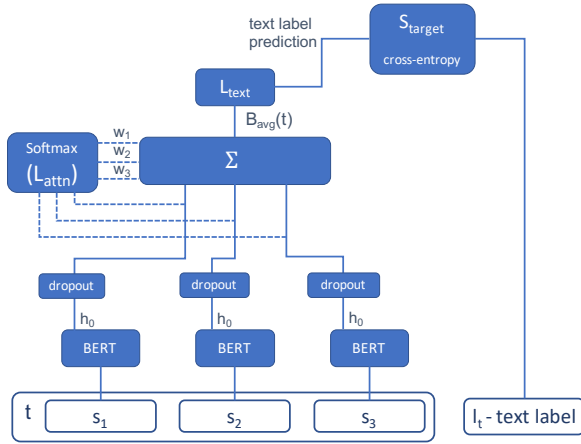 text label
prediction
S_target
cross-entropy
L_text
B_avg(t)
Softmax
(L_attn)
w_1
w_2
w_3
Σ
dropout
dropout
dropout
h_0
h_0
h_0
BERT
BERT
BERT
t
s_1
s_2
s_3
l_t - text label